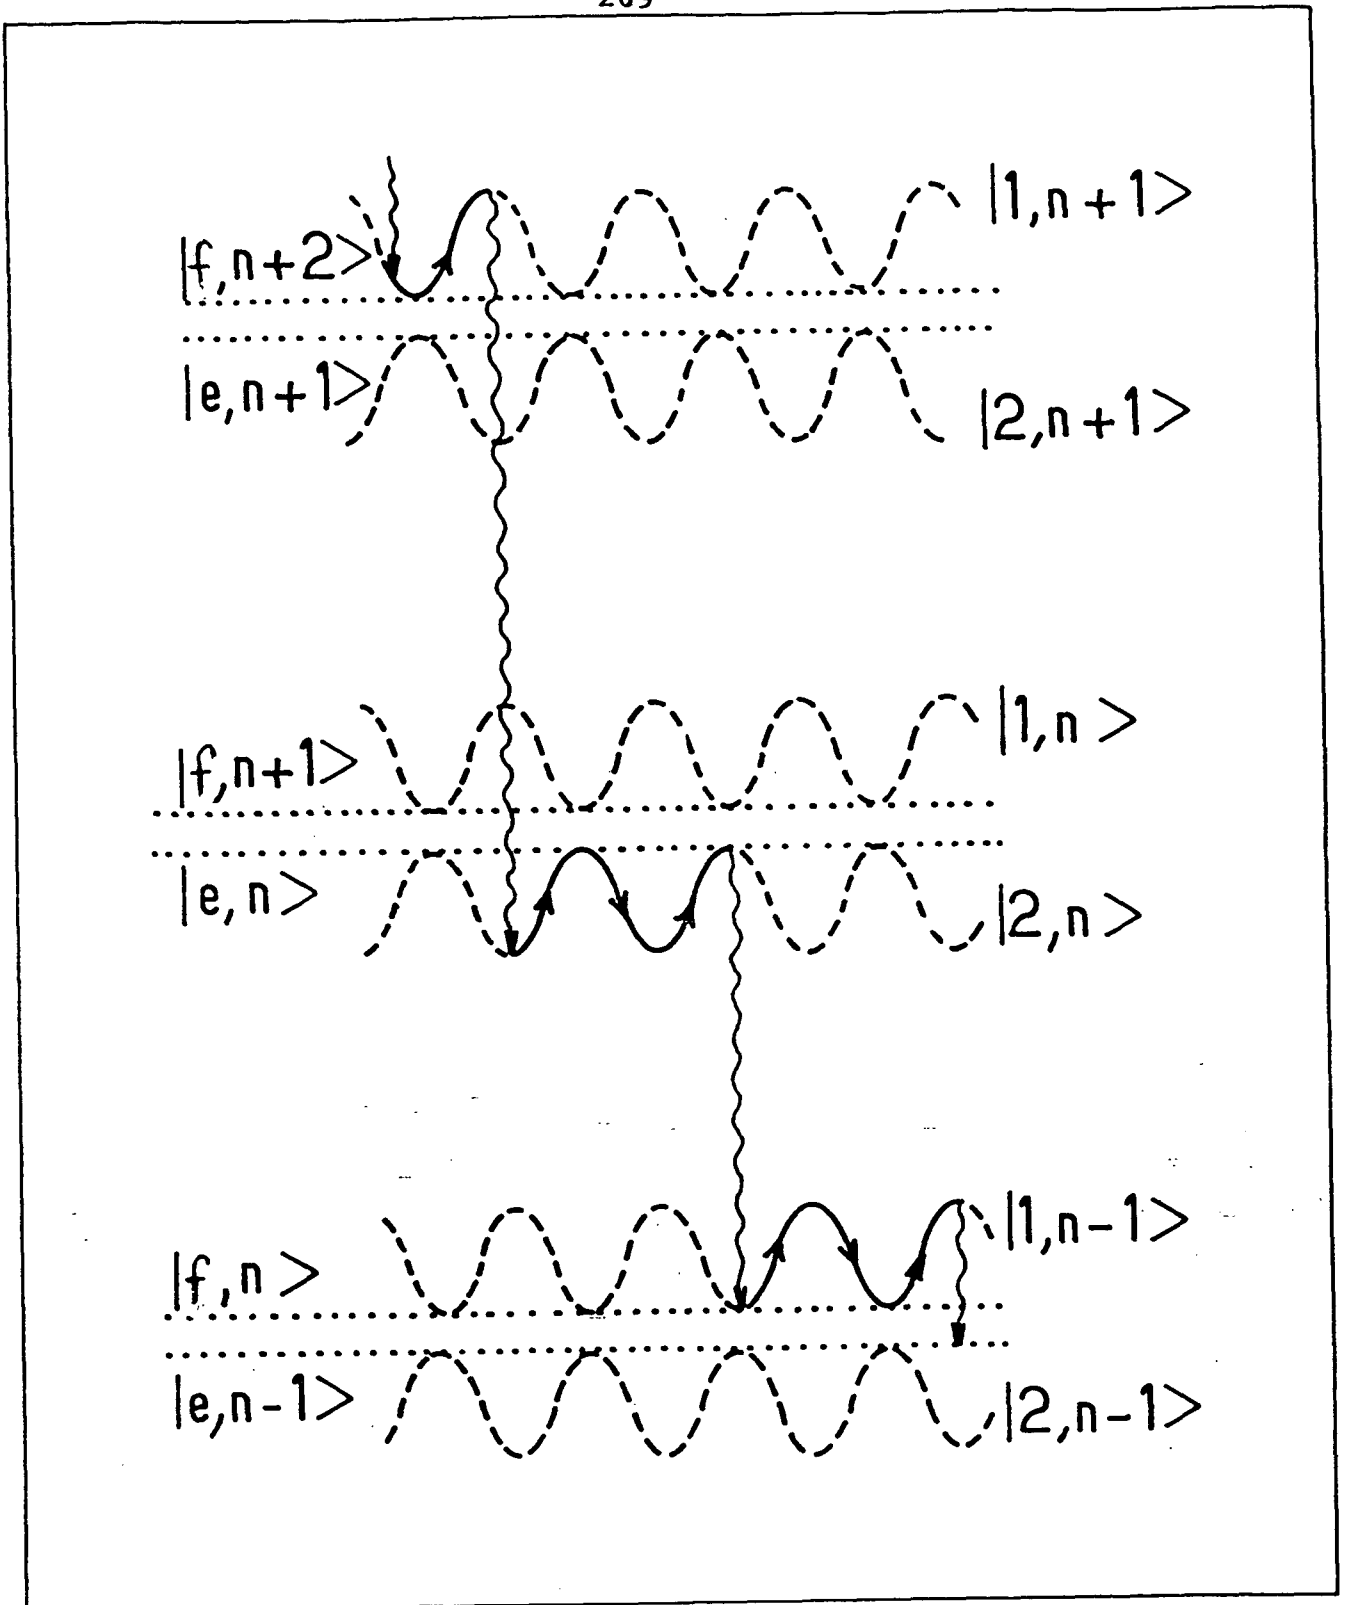 |1,n+1>
|f,n+2>
|e,n+1>
|2,n+1>
|1,n>
|f,n+1>
|e,n>
|2,n>
|1,n-1>
|f,n>
|e,n-1>
|2,n-1>